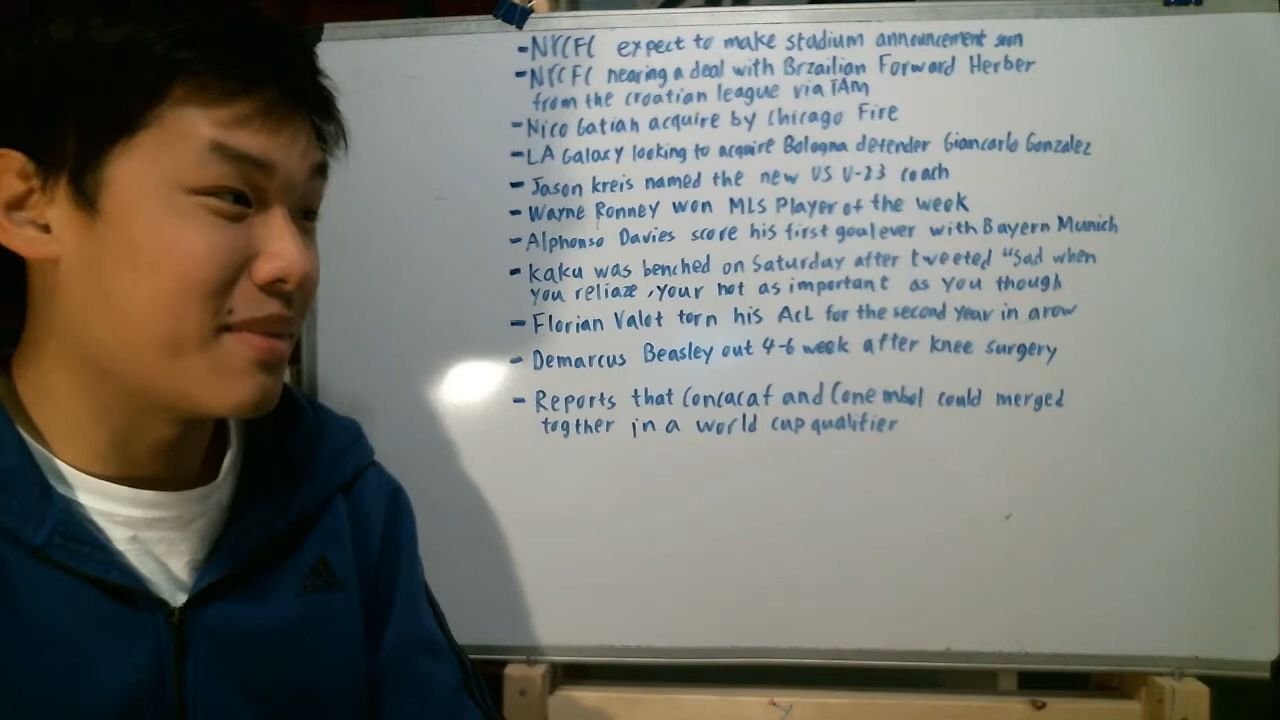 -NYCFC expect to make stadium announcement soon
-NYCFC nearing a deal with Brzailian Forward Herber
from the croatian league via TAM
-Nico Gatian acquire by Chicago Fire
-LA Galaxy looking to acquire Bologna defender Giancarlo Gonzalez
-Jason kreis named the new US U-23 coach
-Wayne Ronney won MLS Player of the week
-Alphonso Davies score his first goal ever with Bayern Munich
-kaku was benched on Saturday after tweeted "Sad when
you reliaze, your not as important as you though
-Florian Valot torn his ACL for the second year in arow
-Demarcus Beasley out 4-6 week after knee surgery
-Reports that Concacaf and Conembol could merged
togther in a world cup qualifier
adidas